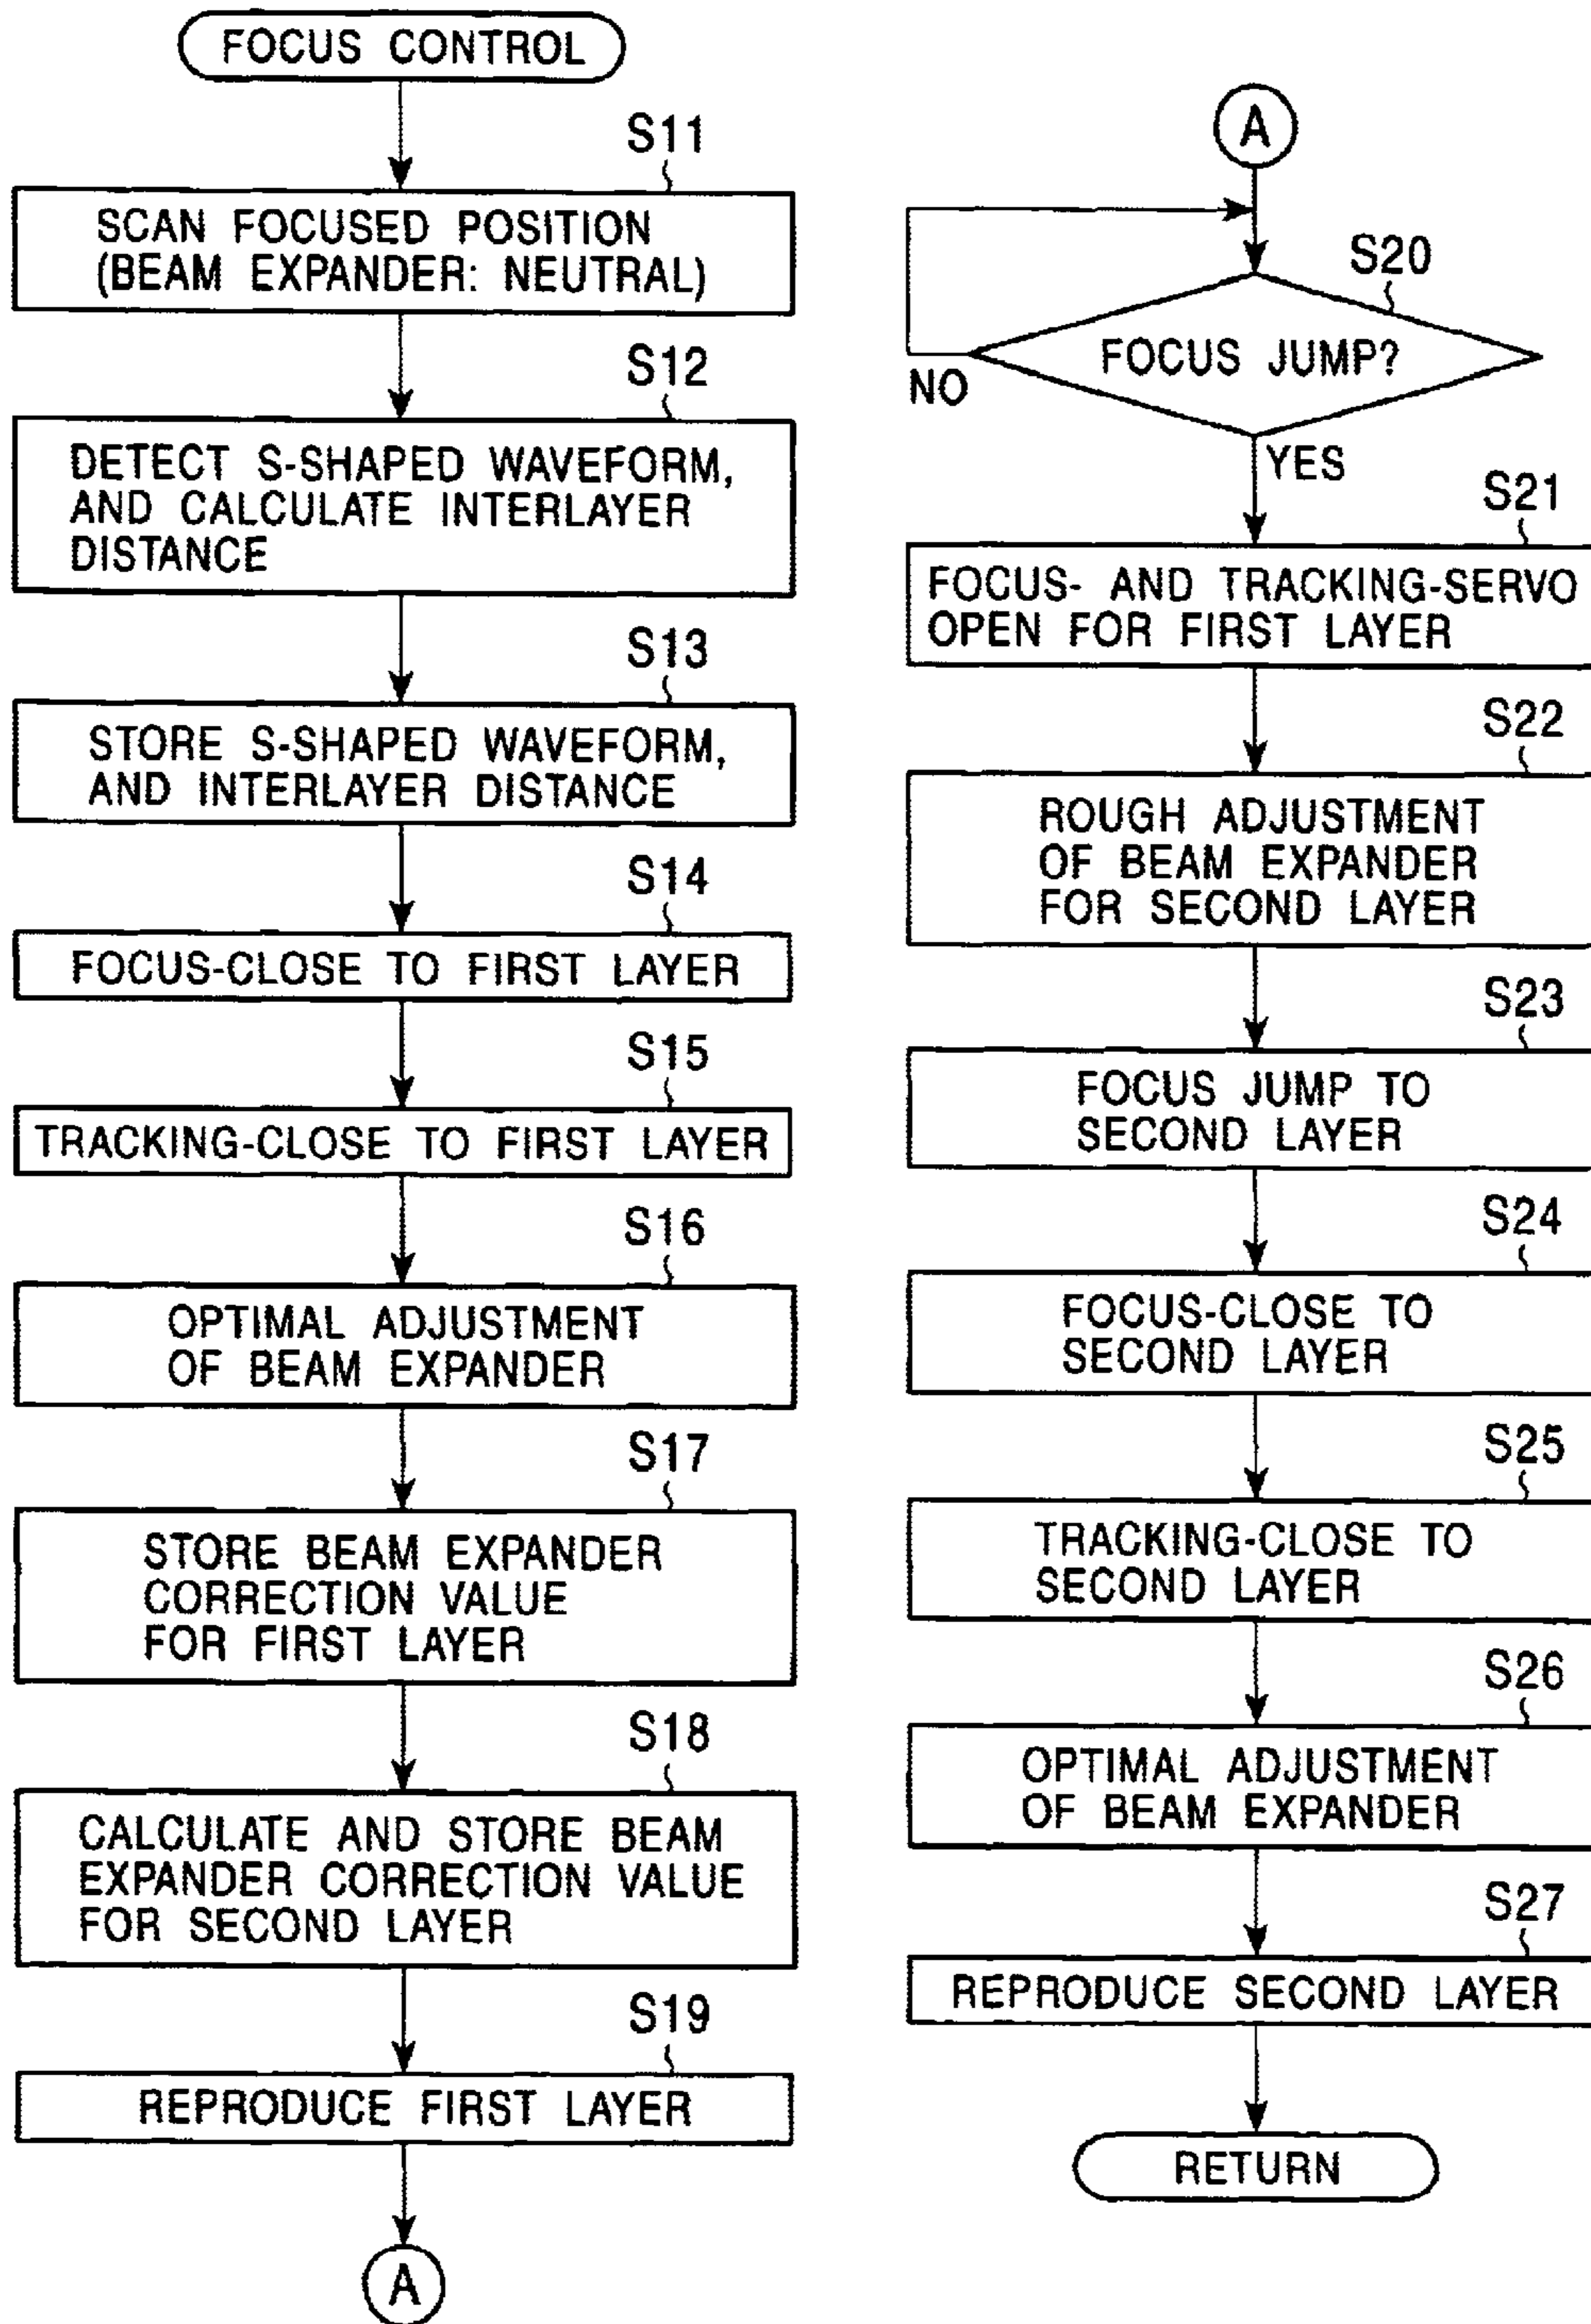 FOCUS CONTROL
S11
SCAN FOCUSED POSITION
(BEAM EXPANDER: NEUTRAL)
S12
DETECT S-SHAPED WAVEFORM,
AND CALCULATE INTERLAYER
DISTANCE
S13
STORE S-SHAPED WAVEFORM,
AND INTERLAYER DISTANCE
S14
FOCUS-CLOSE TO FIRST LAYER
S15
TRACKING-CLOSE TO FIRST LAYER
S16
OPTIMAL ADJUSTMENT
OF BEAM EXPANDER
S17
STORE BEAM EXPANDER
CORRECTION VALUE
FOR FIRST LAYER
S18
CALCULATE AND STORE BEAM
EXPANDER CORRECTION VALUE
FOR SECOND LAYER
S19
REPRODUCE FIRST LAYER
A
A
S20
FOCUS JUMP?
NO
YES
S21
FOCUS- AND TRACKING-SERVO
OPEN FOR FIRST LAYER
S22
ROUGH ADJUSTMENT
OF BEAM EXPANDER
FOR SECOND LAYER
S23
FOCUS JUMP TO
SECOND LAYER
S24
FOCUS-CLOSE TO
SECOND LAYER
S25
TRACKING-CLOSE TO
SECOND LAYER
S26
OPTIMAL ADJUSTMENT
OF BEAM EXPANDER
S27
REPRODUCE SECOND LAYER
RETURN